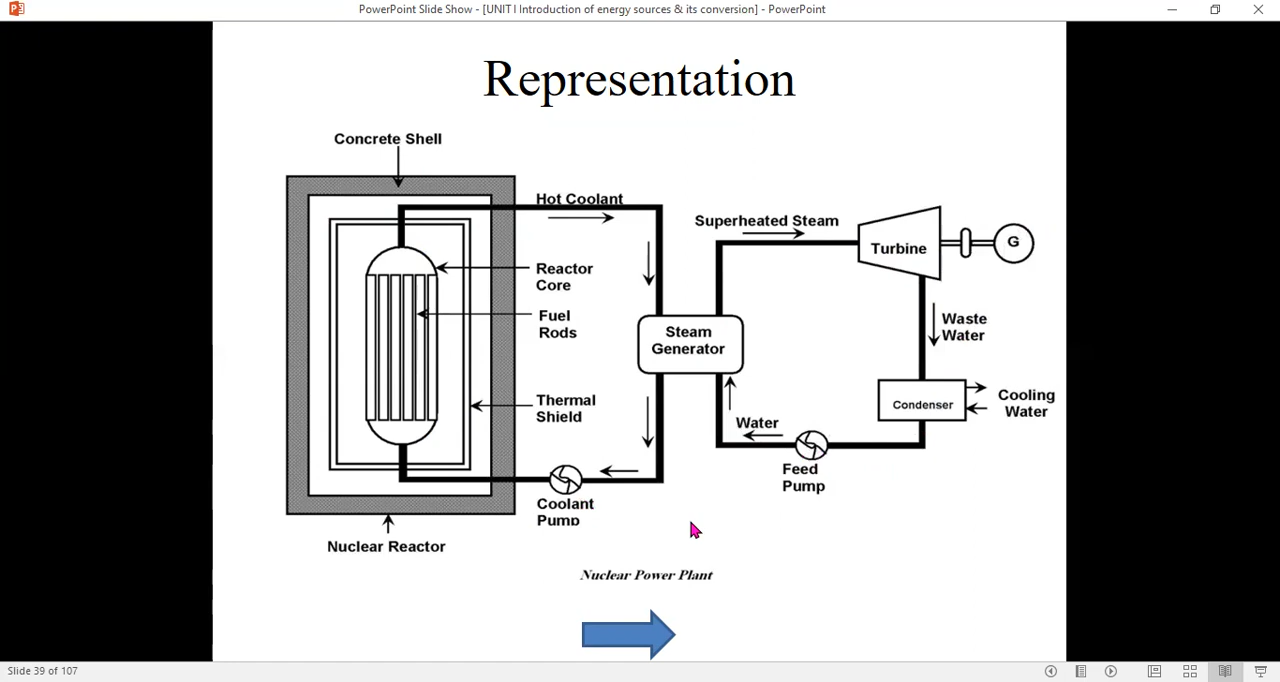 PowerPoint Slide Show - [UNIT I Introduction of energy sources & its conversion] - PowerPoint
Representation
Concrete Shell
Hot Coolant
Superheated Steam
Turbine
G
Reactor
Core
Fuel
Rods
Steam
Generator
Waste
Water
Thermal
Shield
Condenser
Cooling
Water
Water
Feed
Pump
Coolant
Pump
Nuclear Reactor
Nuclear Power Plant
Slide 39 of 107